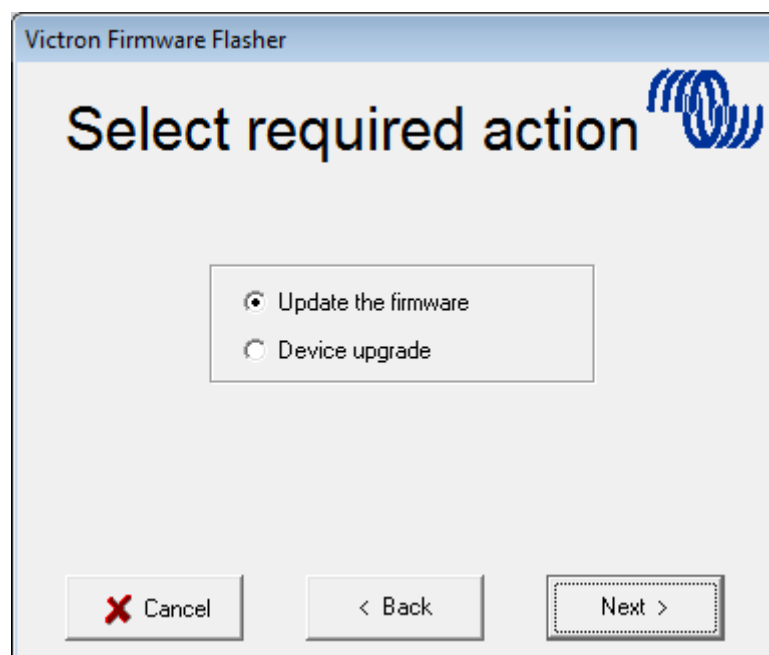 Victron Firmware Flasher
Select required action
Update the firmware
Device upgrade
Cancel
< Back
Next >